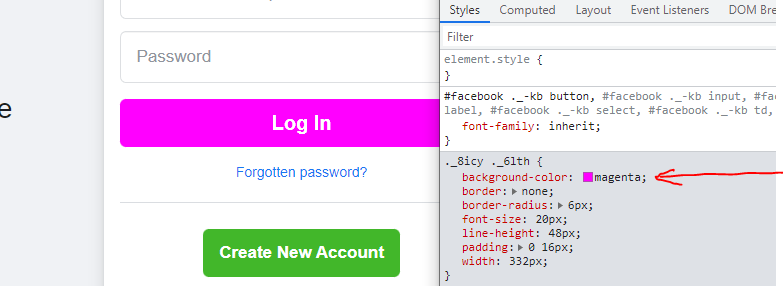 Password
e
Log In
Forgotten password?
Create New Account
Styles Computed Layout Event Listeners DOM Bre
Filter
element.style {
}
#facebook ._-kb button, #facebook ._-kb input, #fac
label, #facebook ._-kb select, #facebook ._-kb td,
font-family: inherit;
}
._8icy ._6lth {
background-color: magenta;
border: none;
border-radius: 6px;
font-size: 20px;
line-height: 48px;
padding: 0 16px;
width: 332px;
}